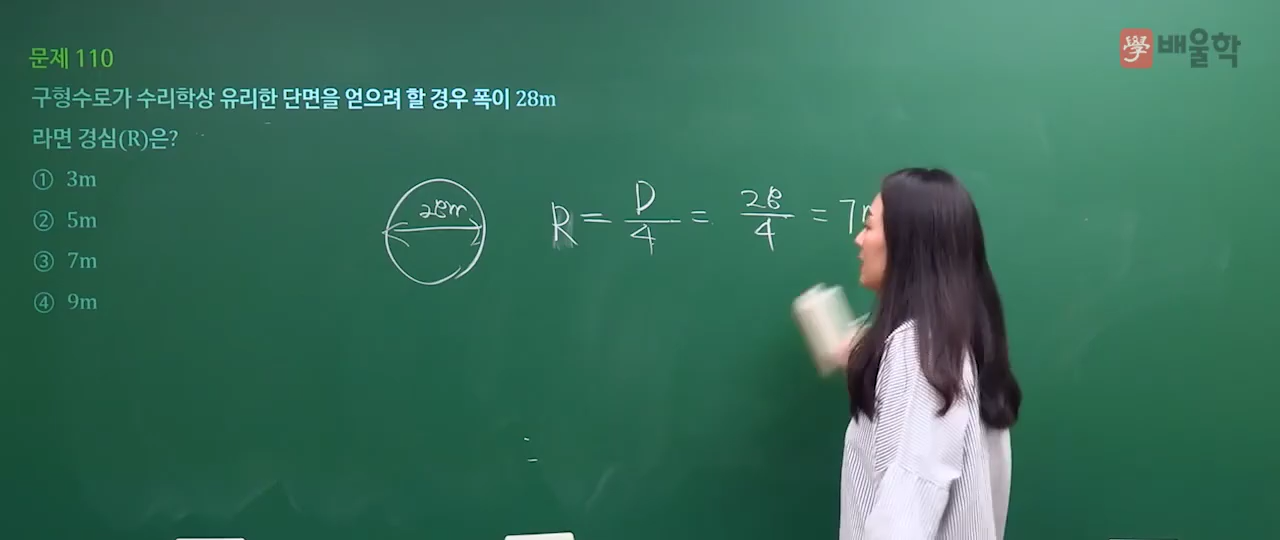 學 배울학
문제 110
구형수로가 수리학상 유리한 단면을 얻으려 할 경우 폭이 28m
라면 경심(R)은?
① 3m
② 5m
③ 7m
④ 9m
28m
R = D/4 = 28/4 = 7m